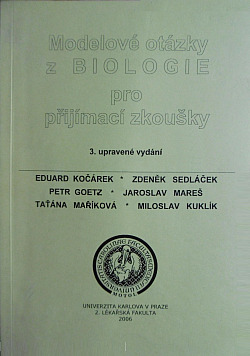 Modelové otázky
z BIOLOGIE
pro
přijímací zkoušky
3. upravené vydání
EDUARD KOČÁREK * ZDENĚK SEDLÁČEK
PETR GOETZ * JAROSLAV MAREŠ
TAŤÁNA MAŘÍKOVÁ * MILOSLAV KUKLÍK
MOTOL
UNIVERZITA KARLOVA V PRAZE
2. LÉKAŘSKÁ FAKULTA
2006